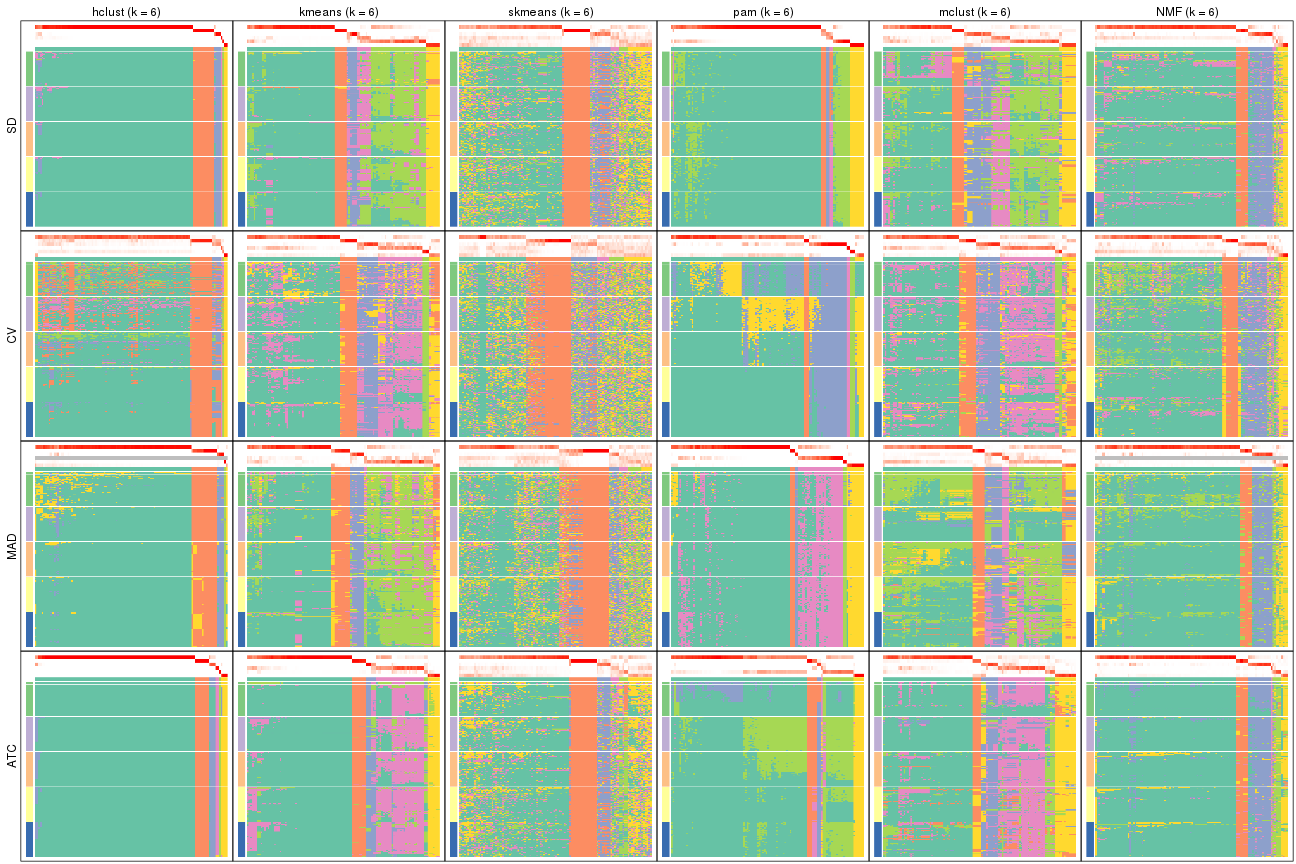 hclust (k = 6) kmeans (k = 6) skmeans (k = 6) pam (k = 6) mclust (k = 6) NMF (k = 6)
SD
CV
MAD
ATC